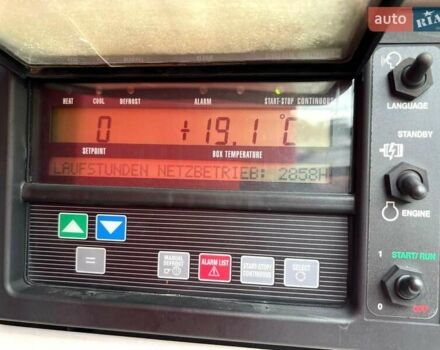 auto RIA
HEAT COOL DEFROST ALARM START-STOP CONTINUOUS
0 +19.1°C
SETPOINT BOX TEMPERATURE
LAUFSTUNDEN NETZBETRIEB: 2858H
=
MANUAL DEFROST
ALARM LIST
START-STOP/ CONTINUOUS
SELECT
LANGUAGE
STANDBY
ENGINE
1 START/RUN
0 OFF